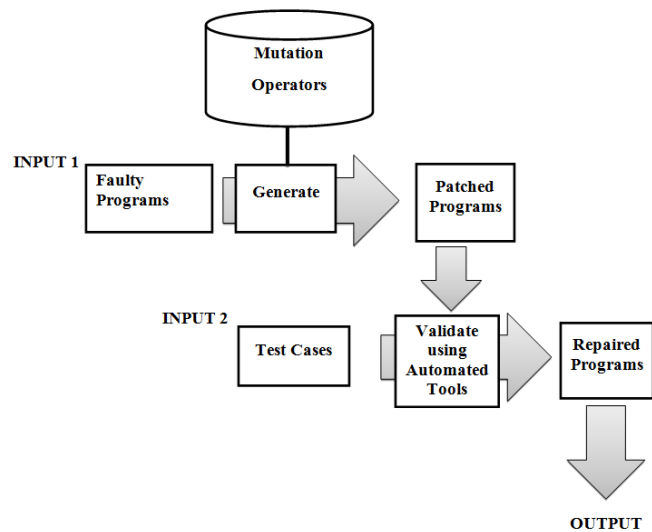 Mutation
Operators
INPUT 1
Faulty
Programs
Generate
Patched
Programs
INPUT 2
Test Cases
Validate
using
Automated
Tools
Repaired
Programs
OUTPUT